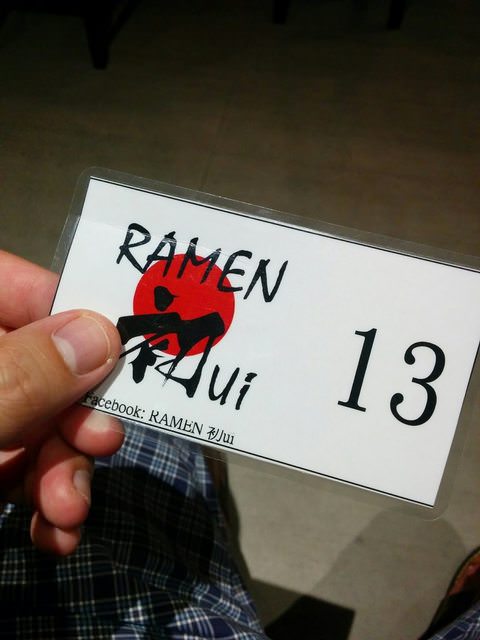 RAMEN
初ui
13
Facebook: RAMEN 初ui